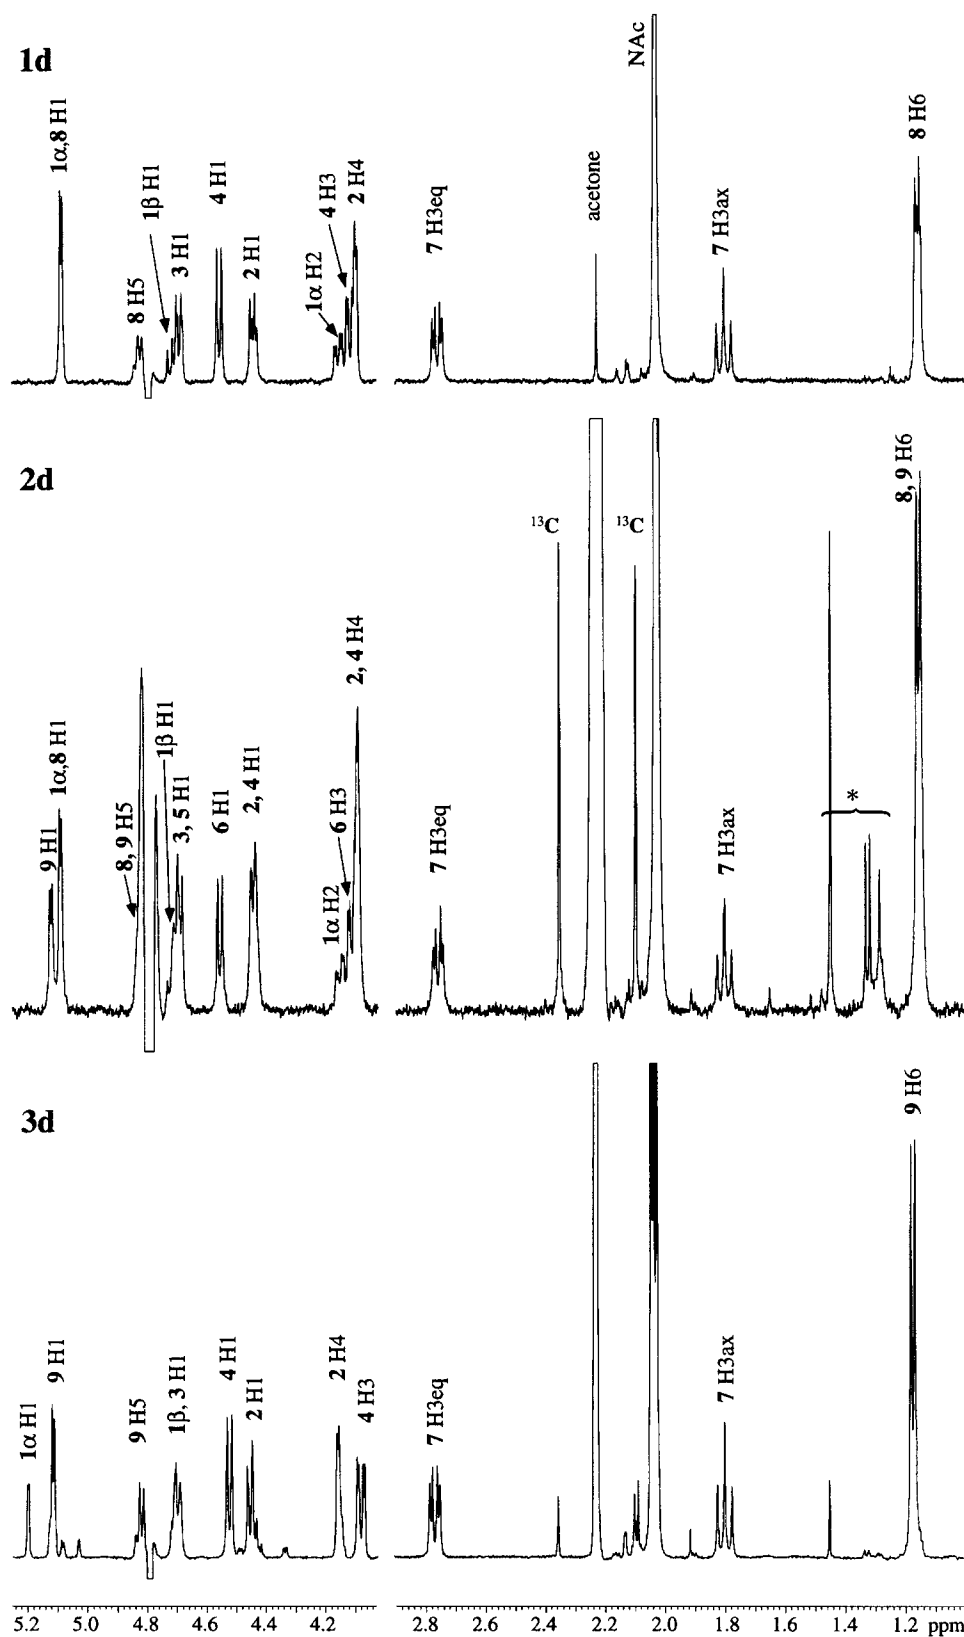 1d
1α,8 H1
8 H5
1β H1
3 H1
4 H1
2 H1
1α H2
4 H3
2 H4
7 H3eq
acetone
NAc
7 H3ax
8 H6
2d
9 H1
1α,8 H1
8, 9 H5
1β H1
3, 5 H1
6 H1
2, 4 H1
1α H2
6 H3
2, 4 H4
7 H3eq
13C
13C
7 H3ax
*
8, 9 H6
3d
1α H1
9 H1
9 H5
1β, 3 H1
4 H1
2 H1
2 H4
4 H3
7 H3eq
7 H3ax
9 H6
5.2 5.0 4.8 4.6 4.4 4.2 2.8 2.6 2.4 2.2 2.0 1.8 1.6 1.4 1.2 ppm